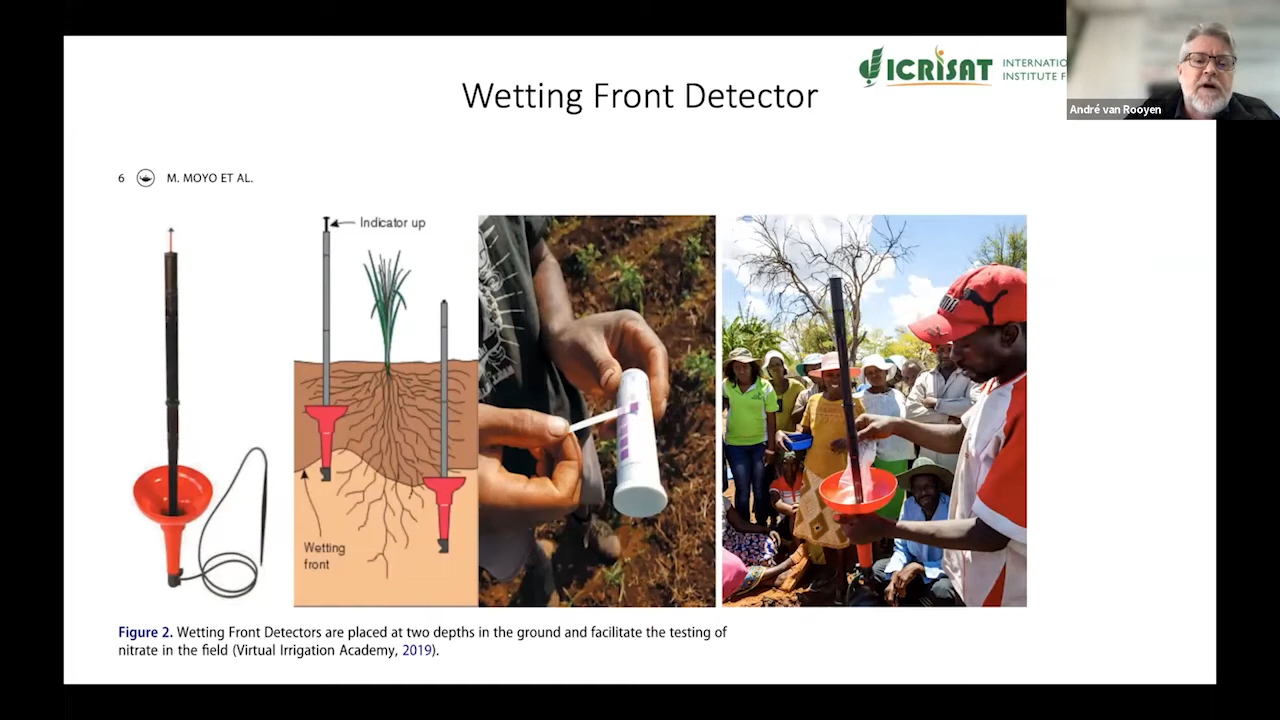 ICRISAT
INTERNATIO
INSTITUTE F
André van Rooyen
Wetting Front Detector
6 M. MOYO ET AL.
Indicator up
Wetting
front
Figure 2. Wetting Front Detectors are placed at two depths in the ground and facilitate the testing of
nitrate in the field (Virtual Irrigation Academy, 2019).